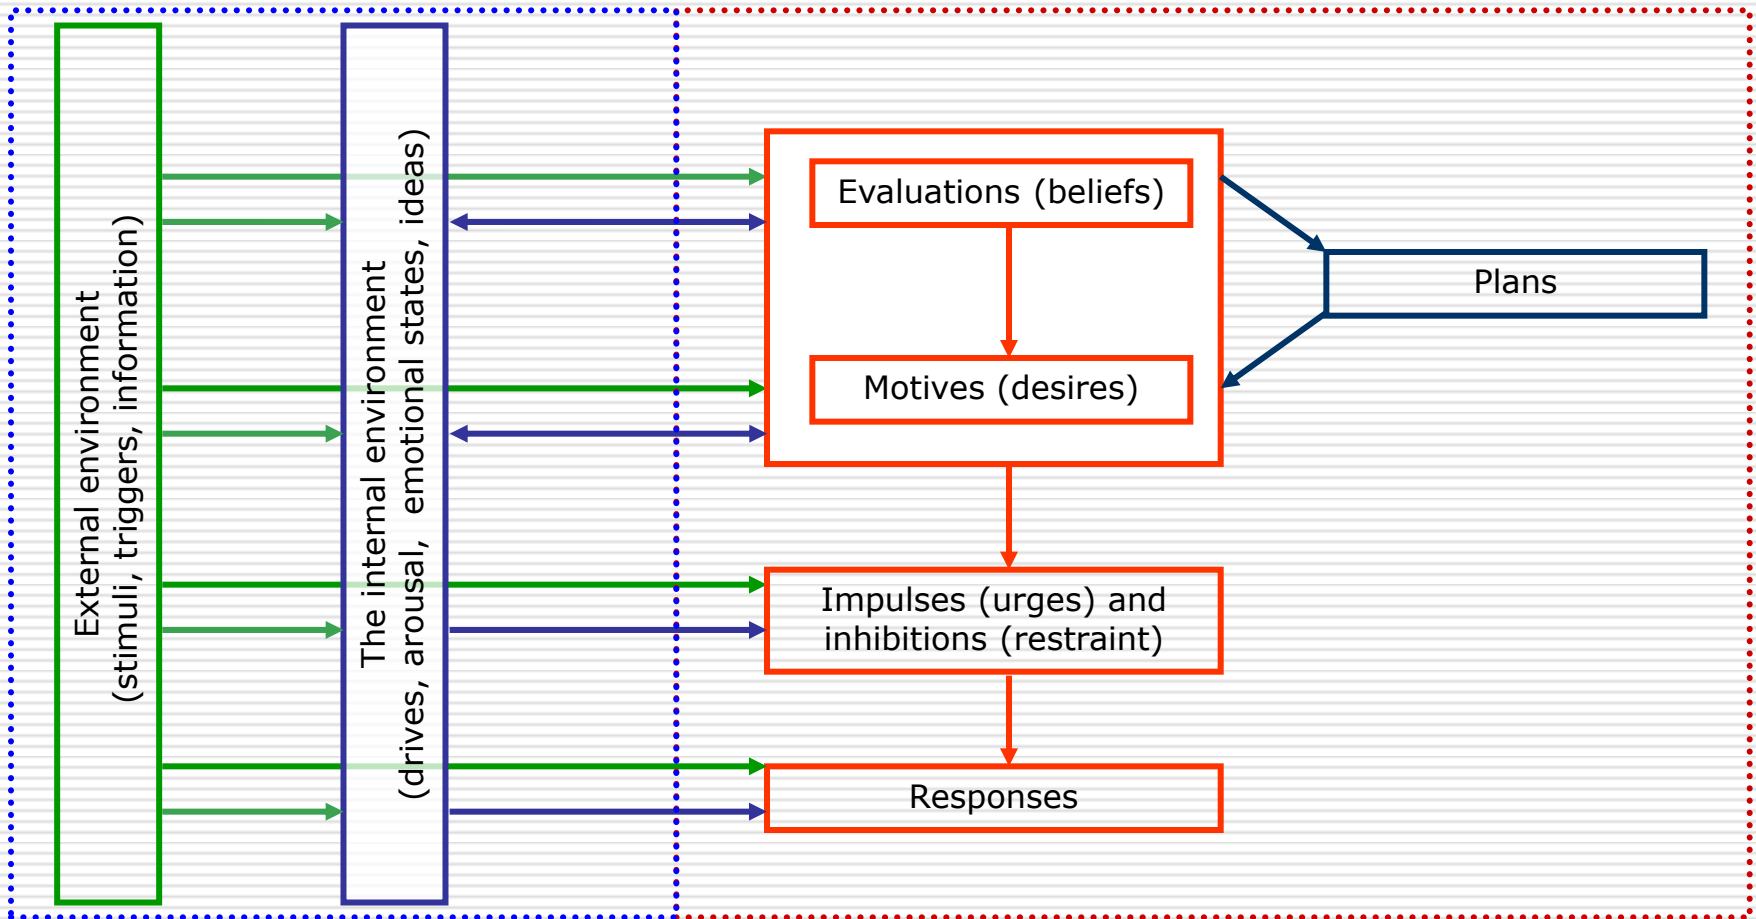 External environment
(stimuli, triggers, information)
The internal environment
(drives, arousal,  emotional states, ideas)
Evaluations (beliefs)
Plans
Motives (desires)
Impulses (urges) and
inhibitions (restraint)
Responses